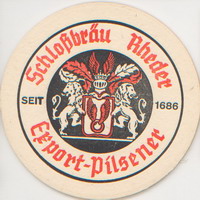 Schloßbräu Rheder
SEIT 1686
Export-Pilsener